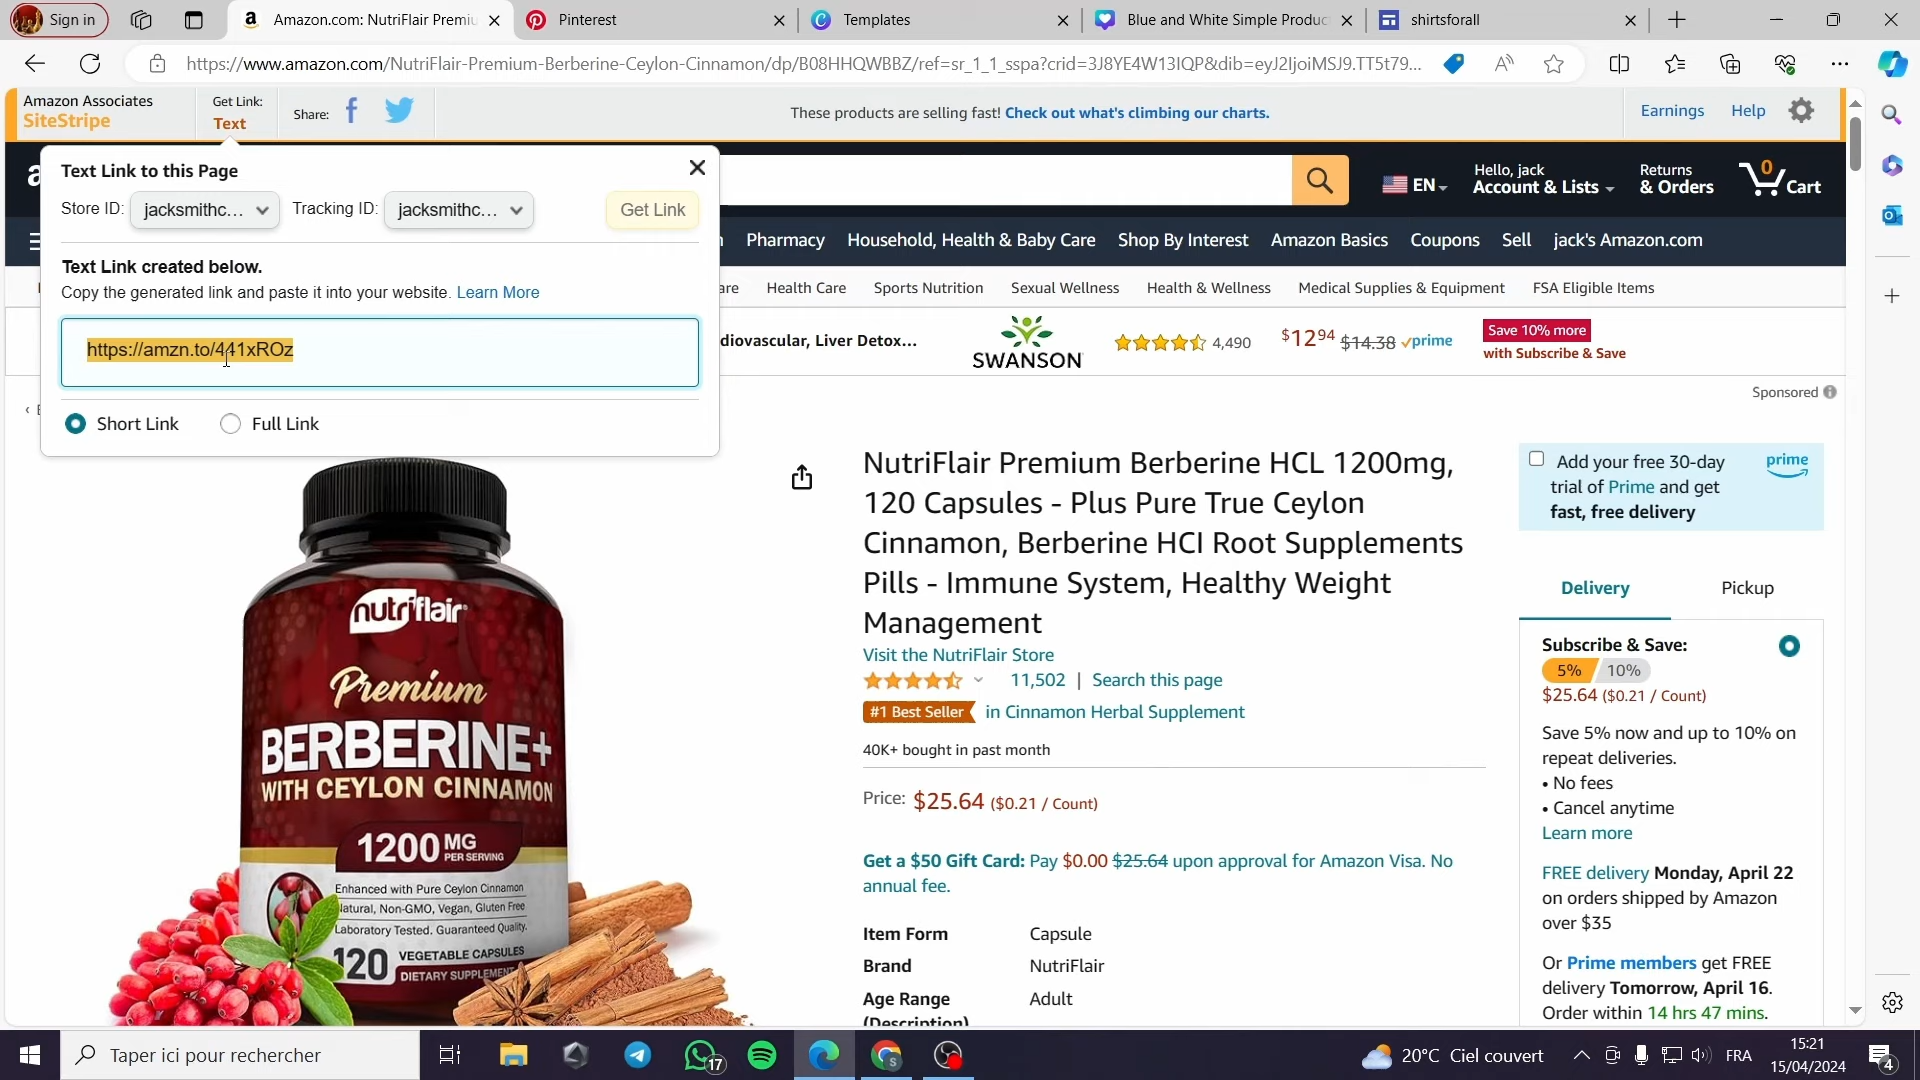 Sign in
Amazon.com: NutriFlair Premiu
Pinterest
Templates
Blue and White Simple Produc
shirtsforall
https://www.amazon.com/NutriFlair-Premium-Berberine-Ceylon-Cinnamon/dp/B08HHQWBBZ/ref=sr_1_1_sspa?crid=3J8YE4W13IQP&dib=eyJ2IjoiMSJ9.TT5t79...
Amazon Associates
SiteStripe
Get Link:
Text
Share:
These products are selling fast! Check out what's climbing our charts.
Earnings
Help
Text Link to this Page
Store ID: jacksmithc...
Tracking ID: jacksmithc...
Get Link
Text Link created below.
Copy the generated link and paste it into your website. Learn More
https://amzn.to/441xROz
Short Link
Full Link
EN
Hello, jack
Account & Lists
Returns
& Orders
0
Cart
Pharmacy
Household, Health & Baby Care
Shop By Interest
Amazon Basics
Coupons
Sell
jack's Amazon.com
are
Health Care
Sports Nutrition
Sexual Wellness
Health & Wellness
Medical Supplies & Equipment
FSA Eligible Items
diovascular, Liver Detox...
SWANSON
4,490
$12.94 $14.38 prime
Save 10% more
with Subscribe & Save
Sponsored
NutriFlair Premium Berberine HCL 1200mg,
120 Capsules - Plus Pure True Ceylon
Cinnamon, Berberine HCI Root Supplements
Pills - Immune System, Healthy Weight
Management
Visit the NutriFlair Store
11,502 | Search this page
#1 Best Seller in Cinnamon Herbal Supplement
40K+ bought in past month
Price: $25.64 ($0.21 / Count)
Get a $50 Gift Card: Pay $0.00 $25.64 upon approval for Amazon Visa. No
annual fee.
Item Form Capsule
Brand NutriFlair
Age Range Adult
(Description)
Add your free 30-day
trial of Prime and get
fast, free delivery
prime
Delivery
Pickup
Subscribe & Save:
5% 10%
$25.64 ($0.21 / Count)
Save 5% now and up to 10% on
repeat deliveries.
• No fees
• Cancel anytime
Learn more
FREE delivery Monday, April 22
on orders shipped by Amazon
over $35
Or Prime members get FREE
delivery Tomorrow, April 16.
Order within 14 hrs 47 mins.
nutriflair
Premium
BERBERINE+
WITH CEYLON CINNAMON
1200 MG
PER SERVING
Enhanced with Pure Ceylon Cinnamon
Natural, Non-GMO, Vegan, Gluten Free
Laboratory Tested. Guaranteed Quality.
120 VEGETABLE CAPSULES
DIETARY SUPPLEMENT
Taper ici pour rechercher
17
20°C Ciel couvert
FRA
15:21
15/04/2024
4